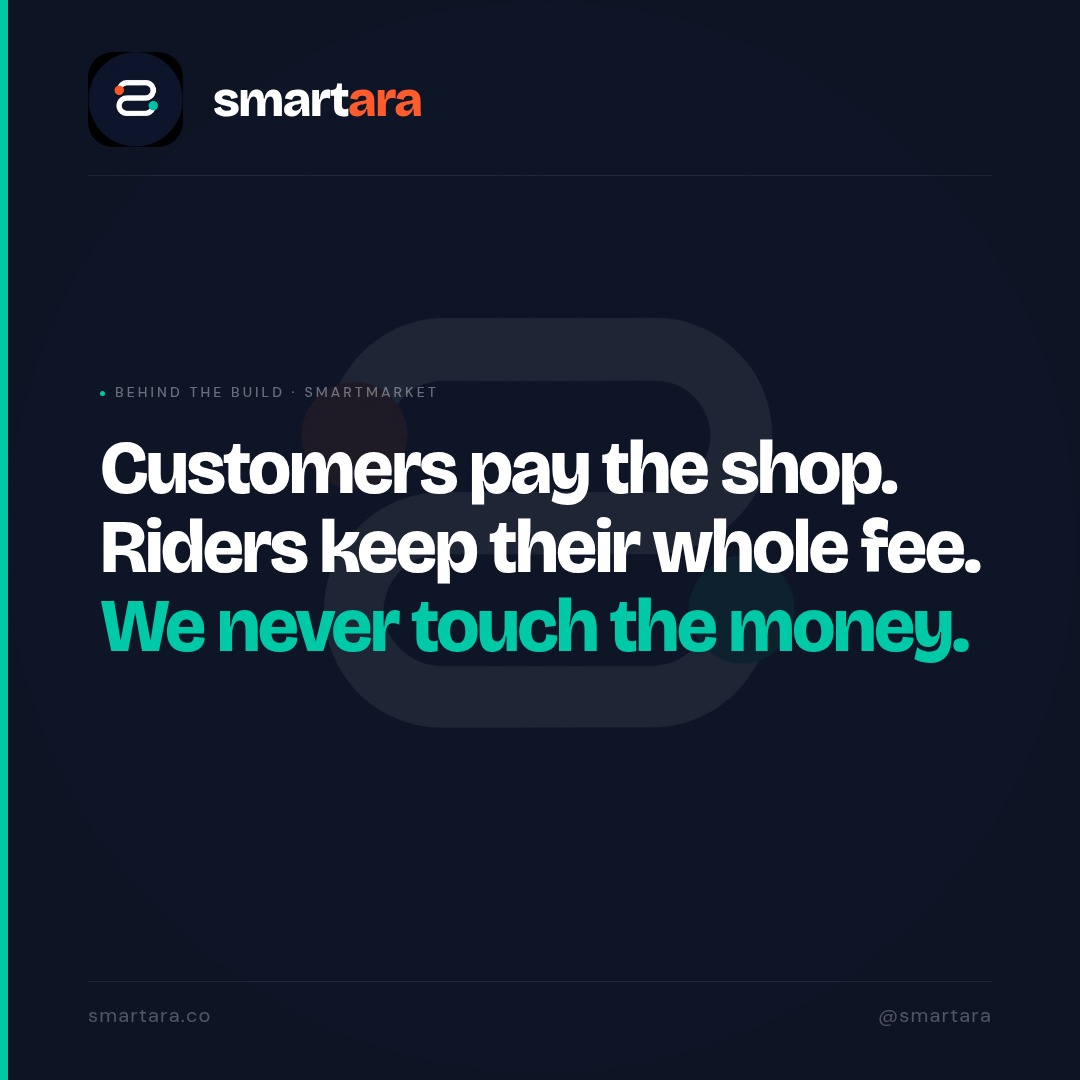 smartara
• BEHIND THE BUILD · SMARTMARKET
Customers pay the shop.
Riders keep their whole fee.
We never touch the money.
smartara.co
@smartara